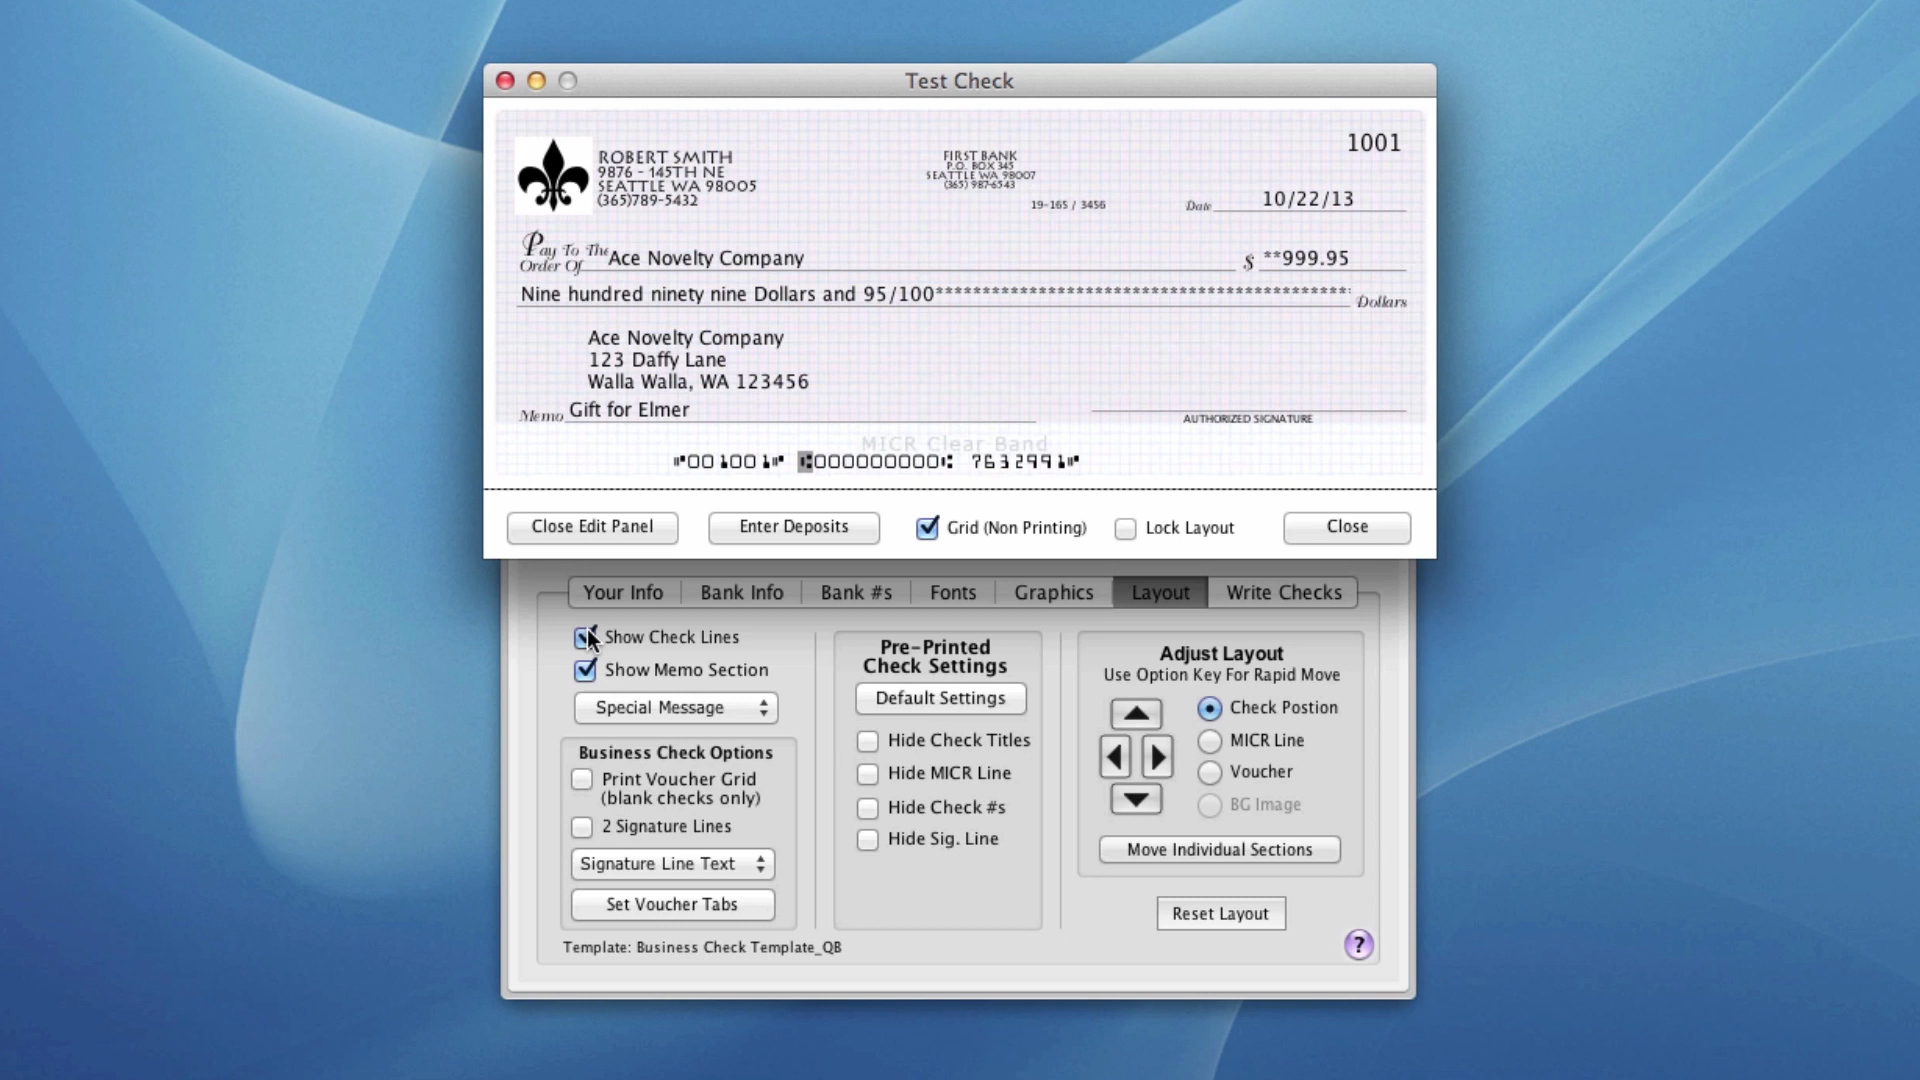 Test Check
1001
ROBERT SMITH
9876 - 145TH NE
SEATTLE WA 98005
(365)789-5432
FIRST BANK
P.O. BOX 345
SEATTLE WA 98007
(365) 987-6543
19-165 / 3456
Date 10/22/13
Pay To The
Order Of Ace Novelty Company $ **999.95
Nine hundred ninety nine Dollars and 95/100******************************************** Dollars
Ace Novelty Company
123 Daffy Lane
Walla Walla, WA 123456
Memo Gift for Elmer
AUTHORIZED SIGNATURE
MICR Clear Band
⑈001001⑈ ⑆000000000⑆ 7632991⑈
Close Edit Panel Enter Deposits Grid (Non Printing) Lock Layout Close
Your Info Bank Info Bank #s Fonts Graphics Layout Write Checks
Show Check Lines
Show Memo Section
Special Message
Business Check Options
Print Voucher Grid
(blank checks only)
2 Signature Lines
Signature Line Text
Set Voucher Tabs
Template: Business Check Template_QB
Pre-Printed
Check Settings
Default Settings
Hide Check Titles
Hide MICR Line
Hide Check #s
Hide Sig. Line
Adjust Layout
Use Option Key For Rapid Move
Check Postion
MICR Line
Voucher
BG Image
Move Individual Sections
Reset Layout
?